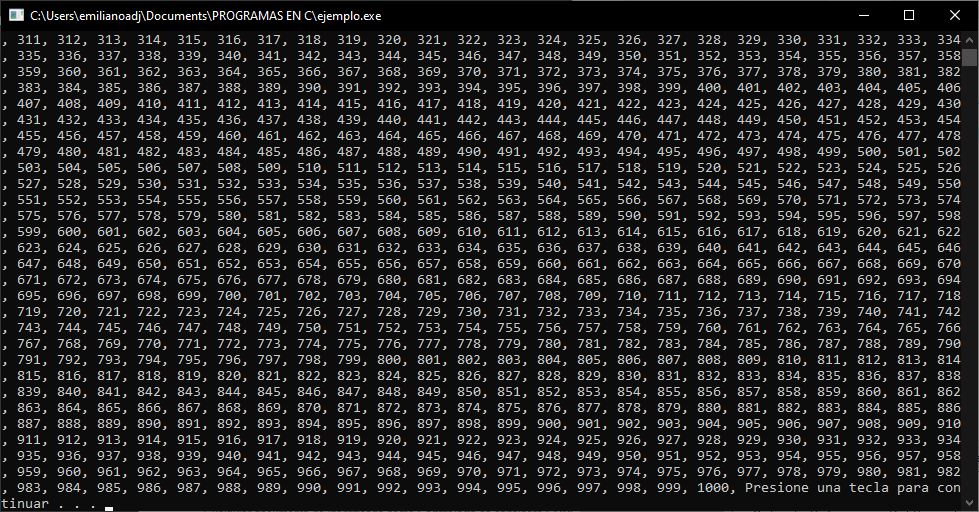 C:\Users\emilianoadj\Documents\PROGRAMAS EN C\ejemplo.exe
, 311, 312, 313, 314, 315, 316, 317, 318, 319, 320, 321, 322, 323, 324, 325, 326, 327, 328, 329, 330, 331, 332, 333, 334
, 335, 336, 337, 338, 339, 340, 341, 342, 343, 344, 345, 346, 347, 348, 349, 350, 351, 352, 353, 354, 355, 356, 357, 358
, 359, 360, 361, 362, 363, 364, 365, 366, 367, 368, 369, 370, 371, 372, 373, 374, 375, 376, 377, 378, 379, 380, 381, 382
, 383, 384, 385, 386, 387, 388, 389, 390, 391, 392, 393, 394, 395, 396, 397, 398, 399, 400, 401, 402, 403, 404, 405, 406
, 407, 408, 409, 410, 411, 412, 413, 414, 415, 416, 417, 418, 419, 420, 421, 422, 423, 424, 425, 426, 427, 428, 429, 430
, 431, 432, 433, 434, 435, 436, 437, 438, 439, 440, 441, 442, 443, 444, 445, 446, 447, 448, 449, 450, 451, 452, 453, 454
, 455, 456, 457, 458, 459, 460, 461, 462, 463, 464, 465, 466, 467, 468, 469, 470, 471, 472, 473, 474, 475, 476, 477, 478
, 479, 480, 481, 482, 483, 484, 485, 486, 487, 488, 489, 490, 491, 492, 493, 494, 495, 496, 497, 498, 499, 500, 501, 502
, 503, 504, 505, 506, 507, 508, 509, 510, 511, 512, 513, 514, 515, 516, 517, 518, 519, 520, 521, 522, 523, 524, 525, 526
, 527, 528, 529, 530, 531, 532, 533, 534, 535, 536, 537, 538, 539, 540, 541, 542, 543, 544, 545, 546, 547, 548, 549, 550
, 551, 552, 553, 554, 555, 556, 557, 558, 559, 560, 561, 562, 563, 564, 565, 566, 567, 568, 569, 570, 571, 572, 573, 574
, 575, 576, 577, 578, 579, 580, 581, 582, 583, 584, 585, 586, 587, 588, 589, 590, 591, 592, 593, 594, 595, 596, 597, 598
, 599, 600, 601, 602, 603, 604, 605, 606, 607, 608, 609, 610, 611, 612, 613, 614, 615, 616, 617, 618, 619, 620, 621, 622
, 623, 624, 625, 626, 627, 628, 629, 630, 631, 632, 633, 634, 635, 636, 637, 638, 639, 640, 641, 642, 643, 644, 645, 646
, 647, 648, 649, 650, 651, 652, 653, 654, 655, 656, 657, 658, 659, 660, 661, 662, 663, 664, 665, 666, 667, 668, 669, 670
, 671, 672, 673, 674, 675, 676, 677, 678, 679, 680, 681, 682, 683, 684, 685, 686, 687, 688, 689, 690, 691, 692, 693, 694
, 695, 696, 697, 698, 699, 700, 701, 702, 703, 704, 705, 706, 707, 708, 709, 710, 711, 712, 713, 714, 715, 716, 717, 718
, 719, 720, 721, 722, 723, 724, 725, 726, 727, 728, 729, 730, 731, 732, 733, 734, 735, 736, 737, 738, 739, 740, 741, 742
, 743, 744, 745, 746, 747, 748, 749, 750, 751, 752, 753, 754, 755, 756, 757, 758, 759, 760, 761, 762, 763, 764, 765, 766
, 767, 768, 769, 770, 771, 772, 773, 774, 775, 776, 777, 778, 779, 780, 781, 782, 783, 784, 785, 786, 787, 788, 789, 790
, 791, 792, 793, 794, 795, 796, 797, 798, 799, 800, 801, 802, 803, 804, 805, 806, 807, 808, 809, 810, 811, 812, 813, 814
, 815, 816, 817, 818, 819, 820, 821, 822, 823, 824, 825, 826, 827, 828, 829, 830, 831, 832, 833, 834, 835, 836, 837, 838
, 839, 840, 841, 842, 843, 844, 845, 846, 847, 848, 849, 850, 851, 852, 853, 854, 855, 856, 857, 858, 859, 860, 861, 862
, 863, 864, 865, 866, 867, 868, 869, 870, 871, 872, 873, 874, 875, 876, 877, 878, 879, 880, 881, 882, 883, 884, 885, 886
, 887, 888, 889, 890, 891, 892, 893, 894, 895, 896, 897, 898, 899, 900, 901, 902, 903, 904, 905, 906, 907, 908, 909, 910
, 911, 912, 913, 914, 915, 916, 917, 918, 919, 920, 921, 922, 923, 924, 925, 926, 927, 928, 929, 930, 931, 932, 933, 934
, 935, 936, 937, 938, 939, 940, 941, 942, 943, 944, 945, 946, 947, 948, 949, 950, 951, 952, 953, 954, 955, 956, 957, 958
, 959, 960, 961, 962, 963, 964, 965, 966, 967, 968, 969, 970, 971, 972, 973, 974, 975, 976, 977, 978, 979, 980, 981, 982
, 983, 984, 985, 986, 987, 988, 989, 990, 991, 992, 993, 994, 995, 996, 997, 998, 999, 1000, Presione una tecla para con
tinuar . . .